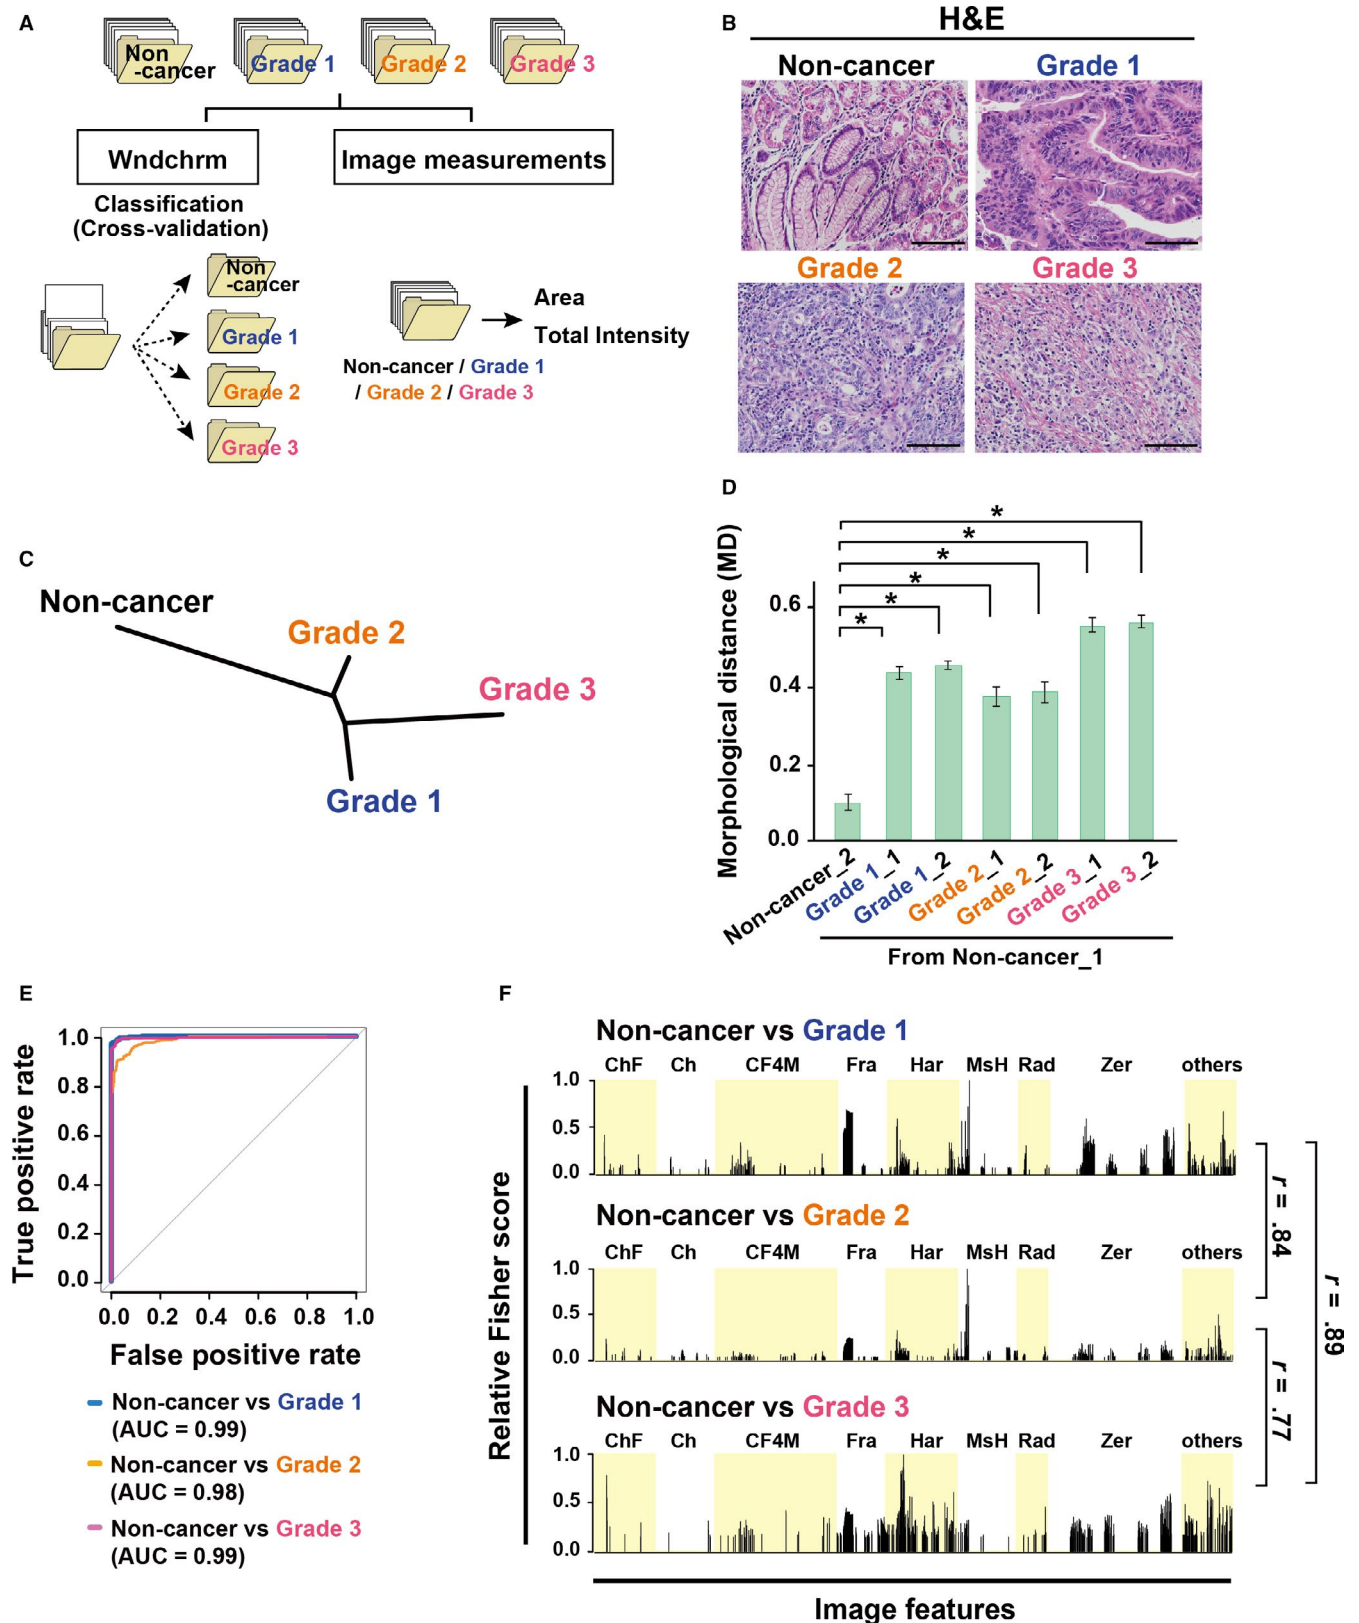 A
Non
-cancer
Grade 1
Grade 2
Grade 3
Wndchrm
Image measurements
Classification
(Cross-validation)
Non
-cancer
Grade 1
Grade 2
Grade 3
Area
Total Intensity
Non-cancer / Grade 1
/ Grade 2 / Grade 3
B
H&E
Non-cancer
Grade 1
Grade 2
Grade 3
C
Non-cancer
Grade 2
Grade 3
Grade 1
D
Morphological distance (MD)
0.6
0.4
0.2
0.0
*
*
*
*
*
*
Non-cancer_2
Grade 1_1
Grade 1_2
Grade 2_1
Grade 2_2
Grade 3_1
Grade 3_2
From Non-cancer_1
E
True positive rate
1.0
0.8
0.6
0.4
0.2
0.0
0.0 0.2 0.4 0.6 0.8 1.0
False positive rate
Non-cancer vs Grade 1
(AUC = 0.99)
Non-cancer vs Grade 2
(AUC = 0.98)
Non-cancer vs Grade 3
(AUC = 0.99)
F
Relative Fisher score
Non-cancer vs Grade 1
ChF Ch CF4M Fra Har MsH Rad Zer others
1.0
0.5
0.0
Non-cancer vs Grade 2
ChF Ch CF4M Fra Har MsH Rad Zer others
1.0
0.5
0.0
Non-cancer vs Grade 3
ChF Ch CF4M Fra Har MsH Rad Zer others
1.0
0.5
0.0
r = .84
r = .77
r = .89
Image features